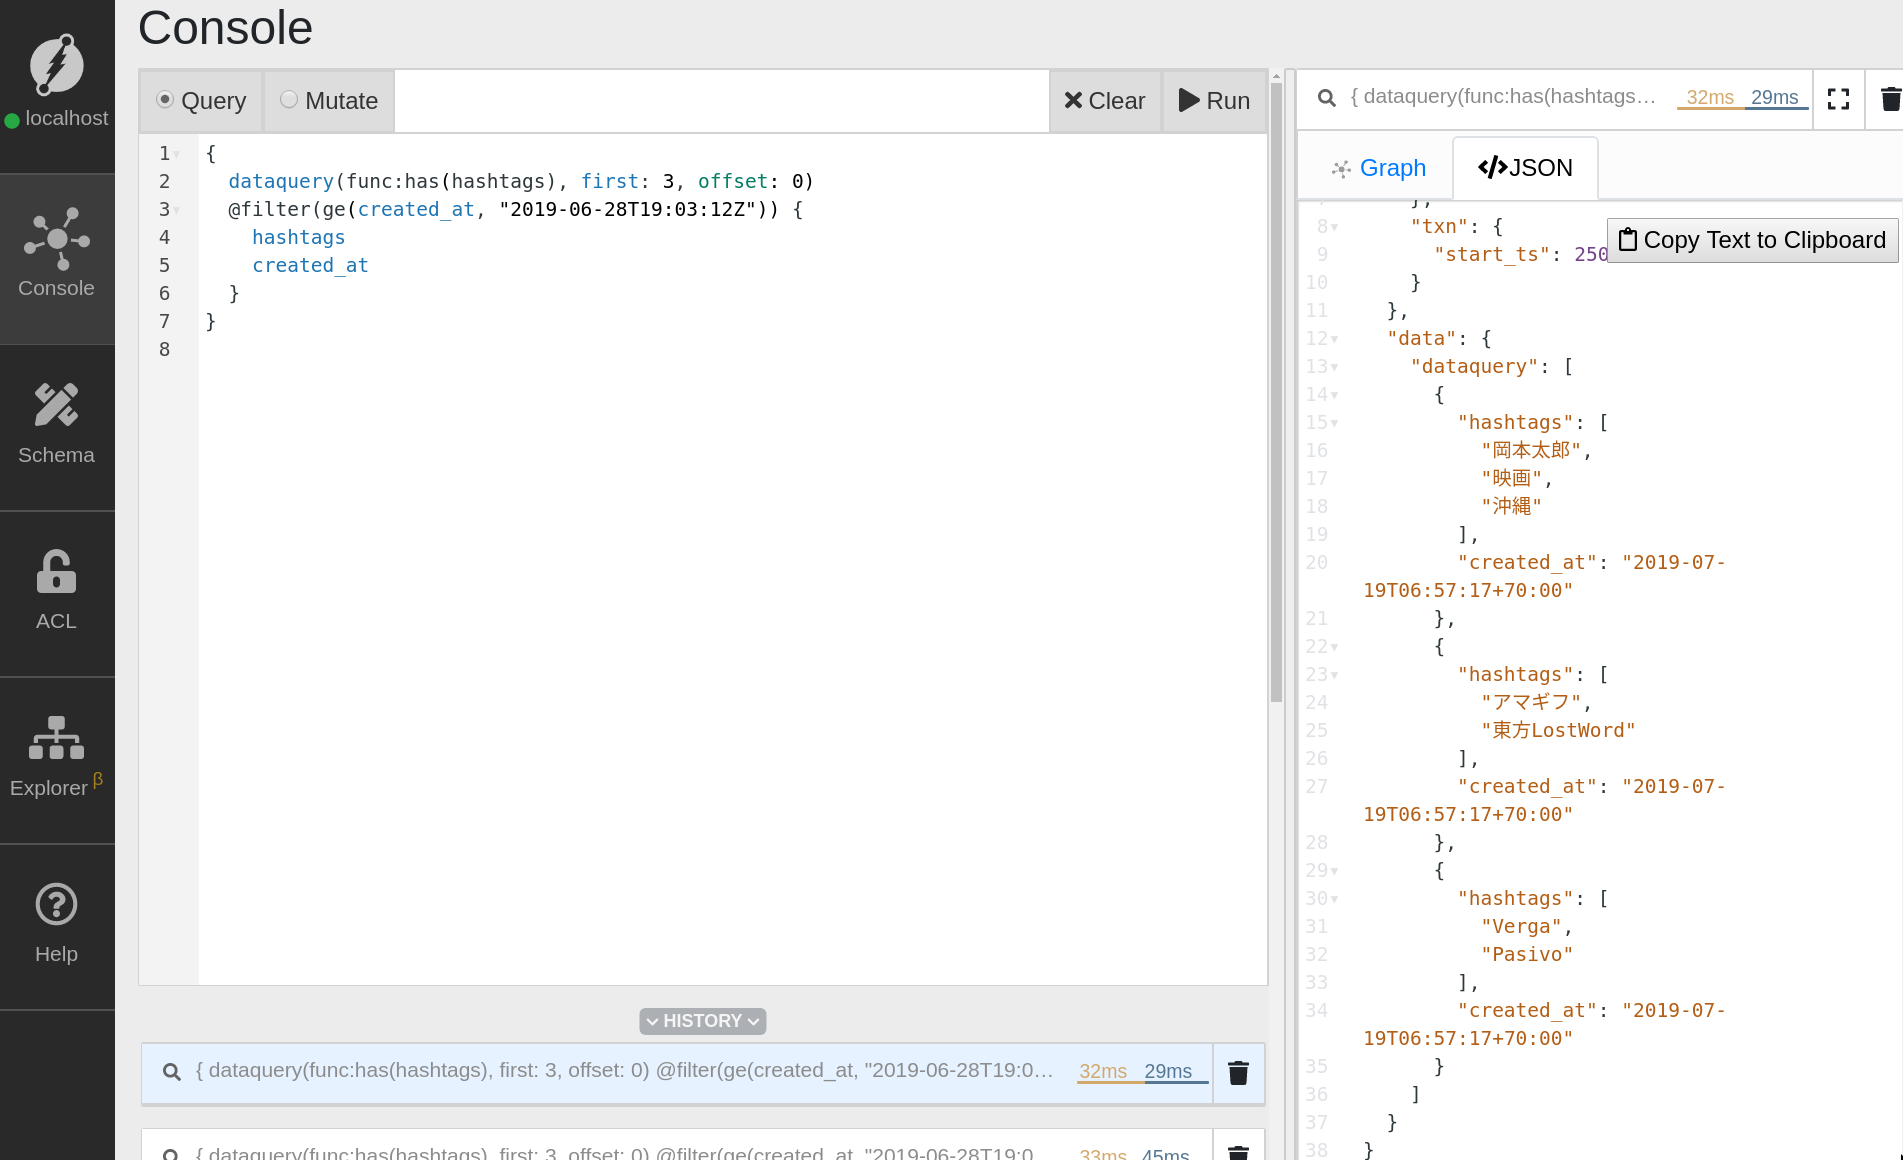 Console
localhost
Console
Schema
ACL
Explorer β
Help
Query
Mutate
Clear
Run
1 {
2 dataquery(func:has(hashtags), first: 3, offset: 0)
3 @filter(ge(created_at, "2019-06-28T19:03:12Z")) {
4 hashtags
5 created_at
6 }
7 }
8
HISTORY
{ dataquery(func:has(hashtags), first: 3, offset: 0) @filter(ge(created_at, "2019-06-28T19:0… 32ms 29ms
{ dataquery(func:has(hashtags), first: 3, offset: 0) @filter(ge(created_at, "2019-06-28T19:0 33ms 45ms
{ dataquery(func:has(hashtags… 32ms 29ms
Graph
JSON
Copy Text to Clipboard
},
8 "txn": {
9 "start_ts": 250
10 }
11 },
12 "data": {
13 "dataquery": [
14 {
15 "hashtags": [
16 "岡本太郎",
17 "映画",
18 "沖縄"
19 ],
20 "created_at": "2019-07-
19T06:57:17+70:00"
21 },
22 {
23 "hashtags": [
24 "アマギフ",
25 "東方LostWord"
26 ],
27 "created_at": "2019-07-
19T06:57:17+70:00"
28 },
29 {
30 "hashtags": [
31 "Verga",
32 "Pasivo"
33 ],
34 "created_at": "2019-07-
19T06:57:17+70:00"
35 }
36 ]
37 }
38 }